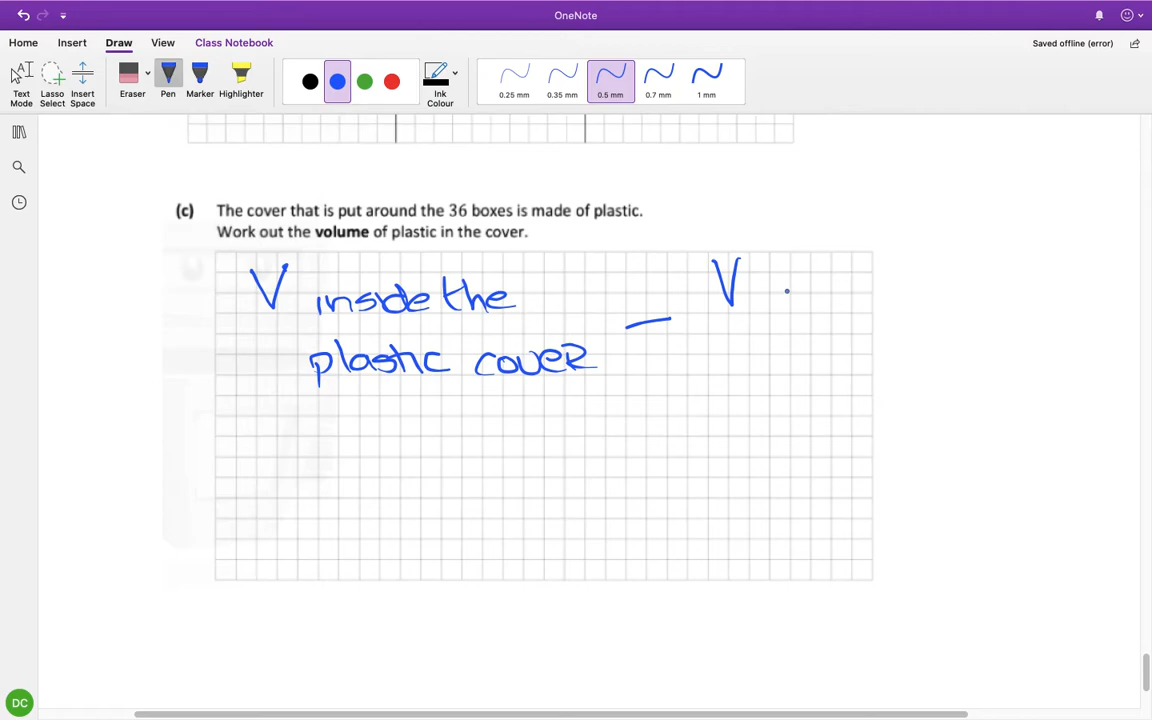 OneNote
Home Insert Draw View Class Notebook Saved offline (error)
Text Mode Lasso Select Insert Space Eraser Pen Marker Highlighter Ink Colour 0.25 mm 0.35 mm 0.5 mm 0.7 mm 1 mm
(c) The cover that is put around the 36 boxes is made of plastic.
Work out the volume of plastic in the cover.
V inside the – V
plastic cover
DC